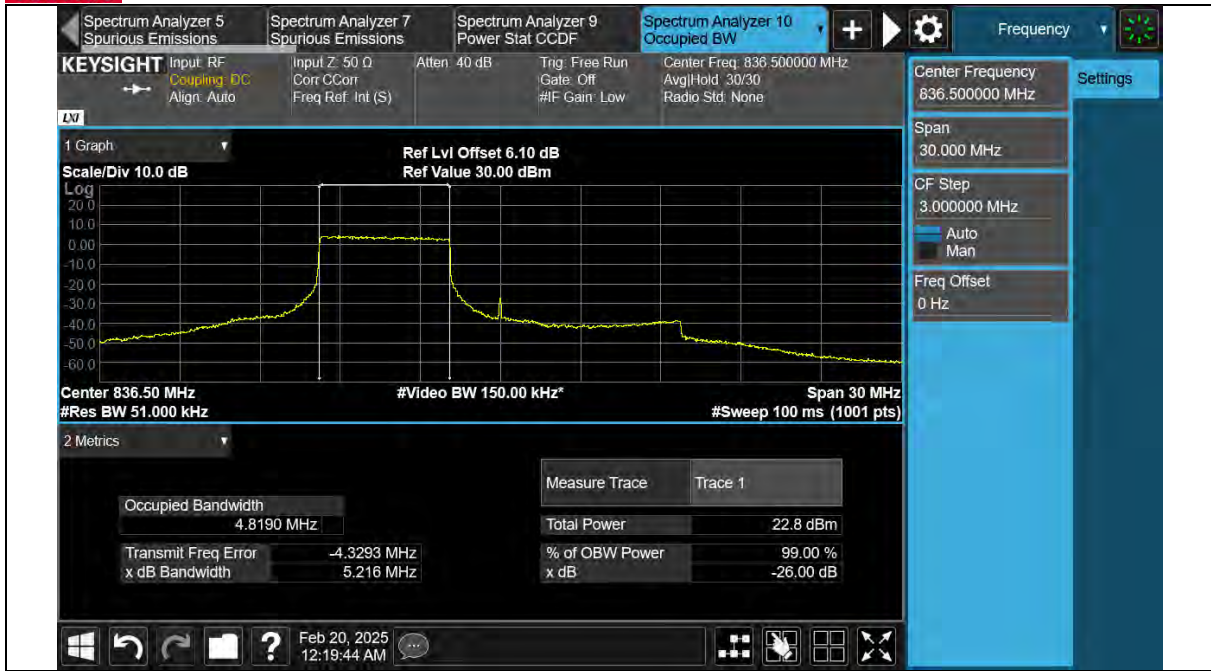 Spectrum Analyzer 5
Spurious Emissions
Spectrum Analyzer 7
Spurious Emissions
Spectrum Analyzer 9
Power Stat CCDF
Spectrum Analyzer 10
Occupied BW
Frequency
KEYSIGHT
Input: RF
Coupling: DC
Align: Auto
Input Z: 50 Ω
Corr CCorr
Freq Ref: Int (S)
Atten: 40 dB
Trig: Free Run
Gate: Off
#IF Gain: Low
Center Freq: 836.500000 MHz
Avg|Hold: 30/30
Radio Std: None
LXI
Center Frequency
836.500000 MHz
Settings
Span
30.000 MHz
CF Step
3.000000 MHz
Auto
Man
Freq Offset
0 Hz
1 Graph
Scale/Div 10.0 dB
Ref Lvl Offset 6.10 dB
Ref Value 30.00 dBm
Log
20.0
10.0
0.00
-10.0
-20.0
-30.0
-40.0
-50.0
-60.0
Center 836.50 MHz
#Video BW 150.00 kHz*
Span 30 MHz
#Res BW 51.000 kHz
#Sweep 100 ms (1001 pts)
2 Metrics
Measure Trace
Trace 1
Occupied Bandwidth
4.8190 MHz
Total Power
22.8 dBm
Transmit Freq Error
-4.3293 MHz
% of OBW Power
99.00 %
x dB Bandwidth
5.216 MHz
x dB
-26.00 dB
?
Feb 20, 2025
12:19:44 AM